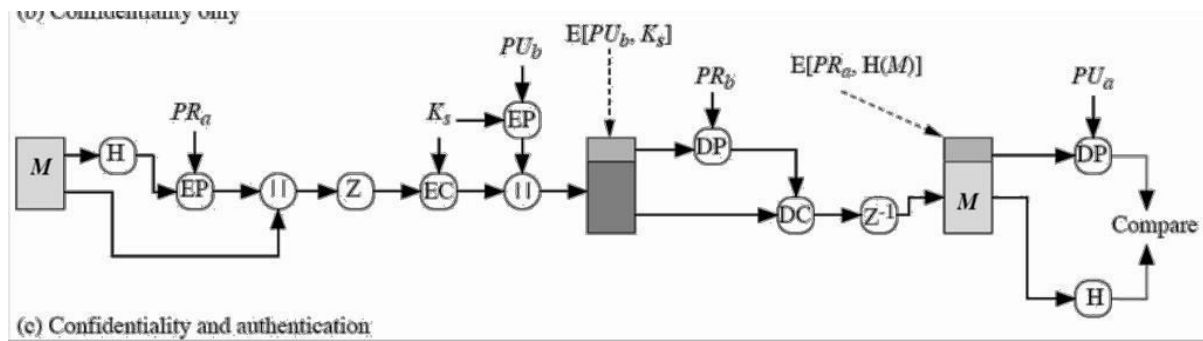 (b) Confidentiality only
E[PUb, Ks]
PUb
E[PRa, H(M)]
PRb
PUa
PRa
Ks
EP
H
DP
DP
M
EP
||
Z
EC
||
DC
Z-1
M
Compare
H
(c) Confidentiality and authentication